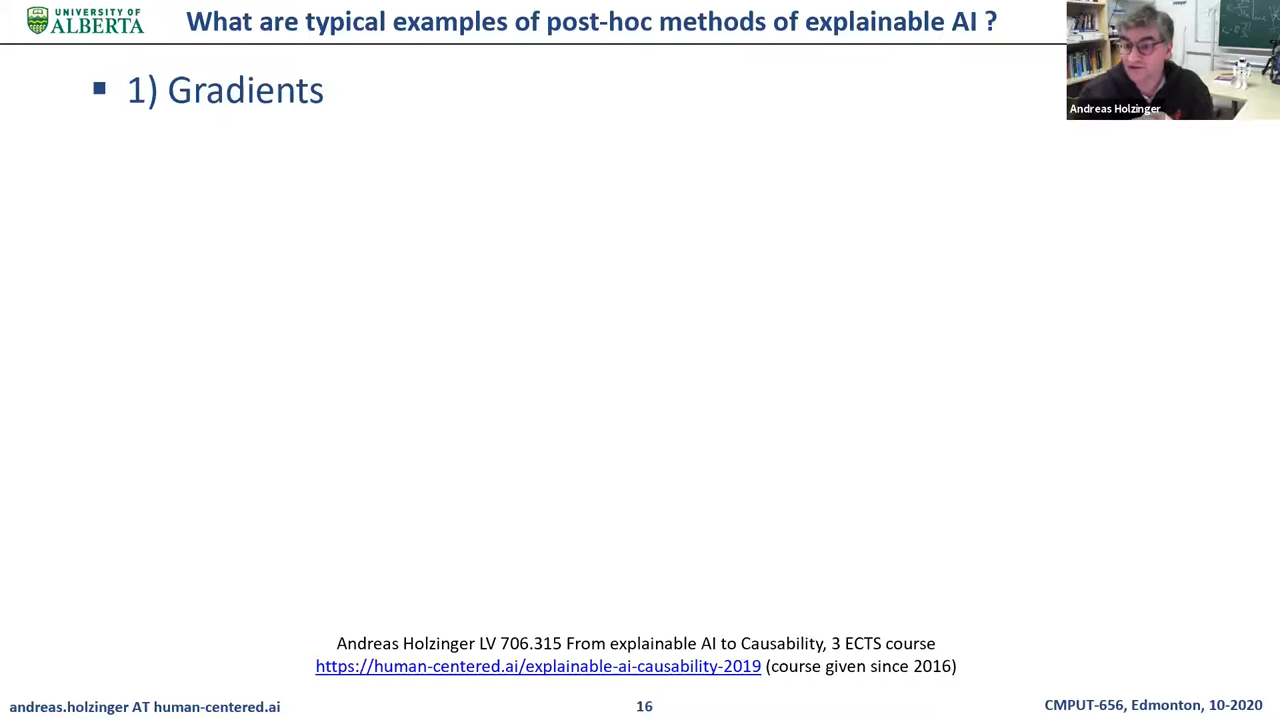 UNIVERSITY OF
ALBERTA
What are typical examples of post-hoc methods of explainable AI ?
Andreas Holzinger
▪ 1) Gradients
Andreas Holzinger LV 706.315 From explainable AI to Causability, 3 ECTS course
https://human-centered.ai/explainable-ai-causability-2019 (course given since 2016)
andreas.holzinger AT human-centered.ai
16
CMPUT-656, Edmonton, 10-2020